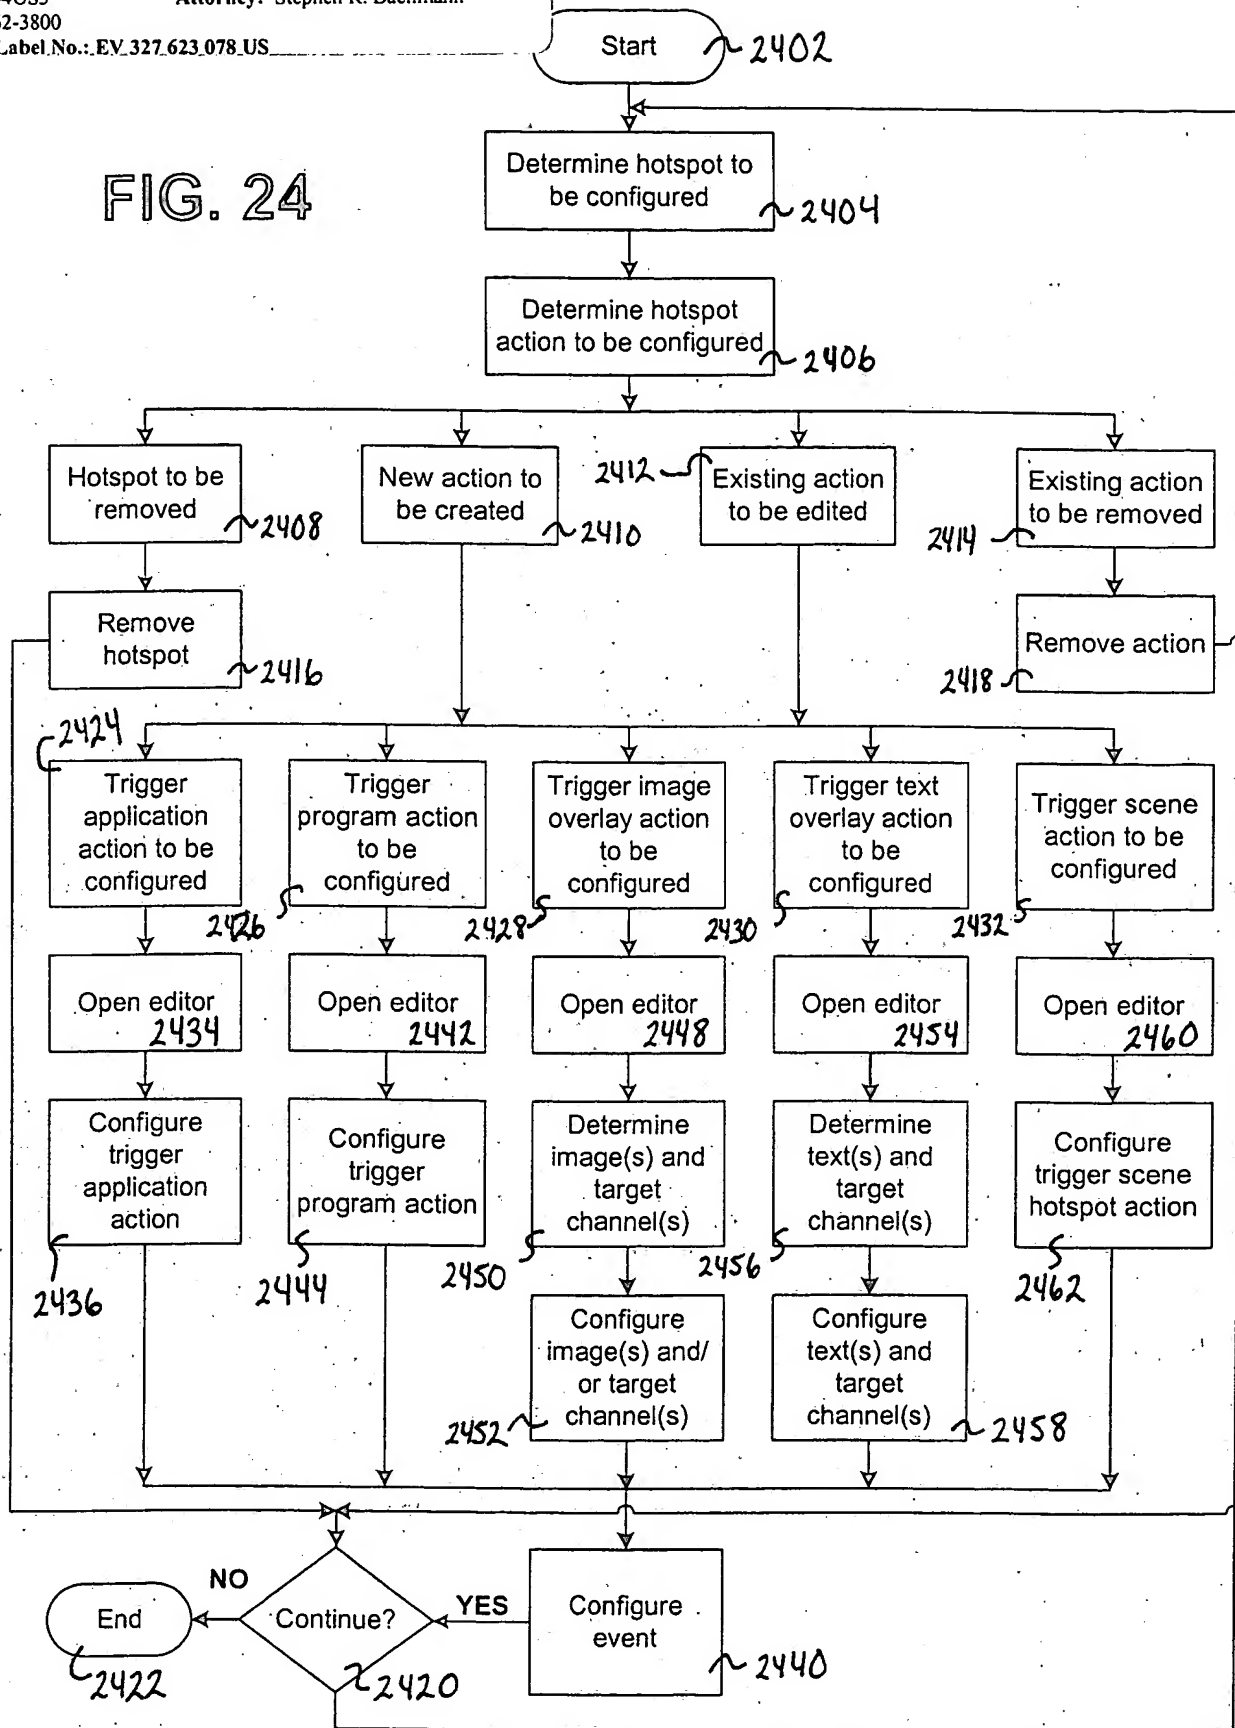 Attorney: Stephen R. Bachmann
52-3800
Label No.: EV 327 623 078 US
FIG. 24
Start
2402
Determine hotspot to
be configured
2404
Determine hotspot
action to be configured
2406
Hotspot to be
removed
2408
New action to
be created
2410
2412
Existing action
to be edited
Existing action
to be removed
2414
Remove
hotspot
2416
Remove action
2418
2424
Trigger
application
action to be
configured
Trigger
program action
to be
configured
2426
Trigger image
overlay action
to be
configured
2428
Trigger text
overlay action
to be
configured
2430
Trigger scene
action to be
configured
2432
Open editor
2434
Open editor
2442
Open editor
2448
Open editor
2454
Open editor
2460
Configure
trigger
application
action
2436
Configure
trigger
program action
2444
Determine
image(s) and
target
channel(s)
2450
Determine
text(s) and
target
channel(s)
2456
Configure
trigger scene
hotspot action
2462
Configure
image(s) and/
or target
channel(s)
2452
Configure
text(s) and
target
channel(s)
2458
End
2422
NO
Continue?
2420
YES
Configure
event
2440